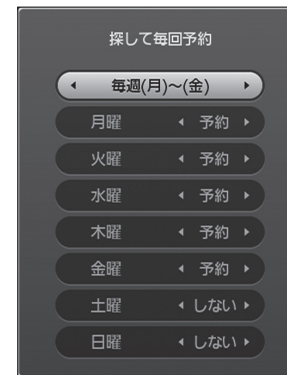 探して毎回予約
毎週(月)~(金)
月曜 予約
火曜 予約
水曜 予約
木曜 予約
金曜 予約
土曜 しない
日曜 しない